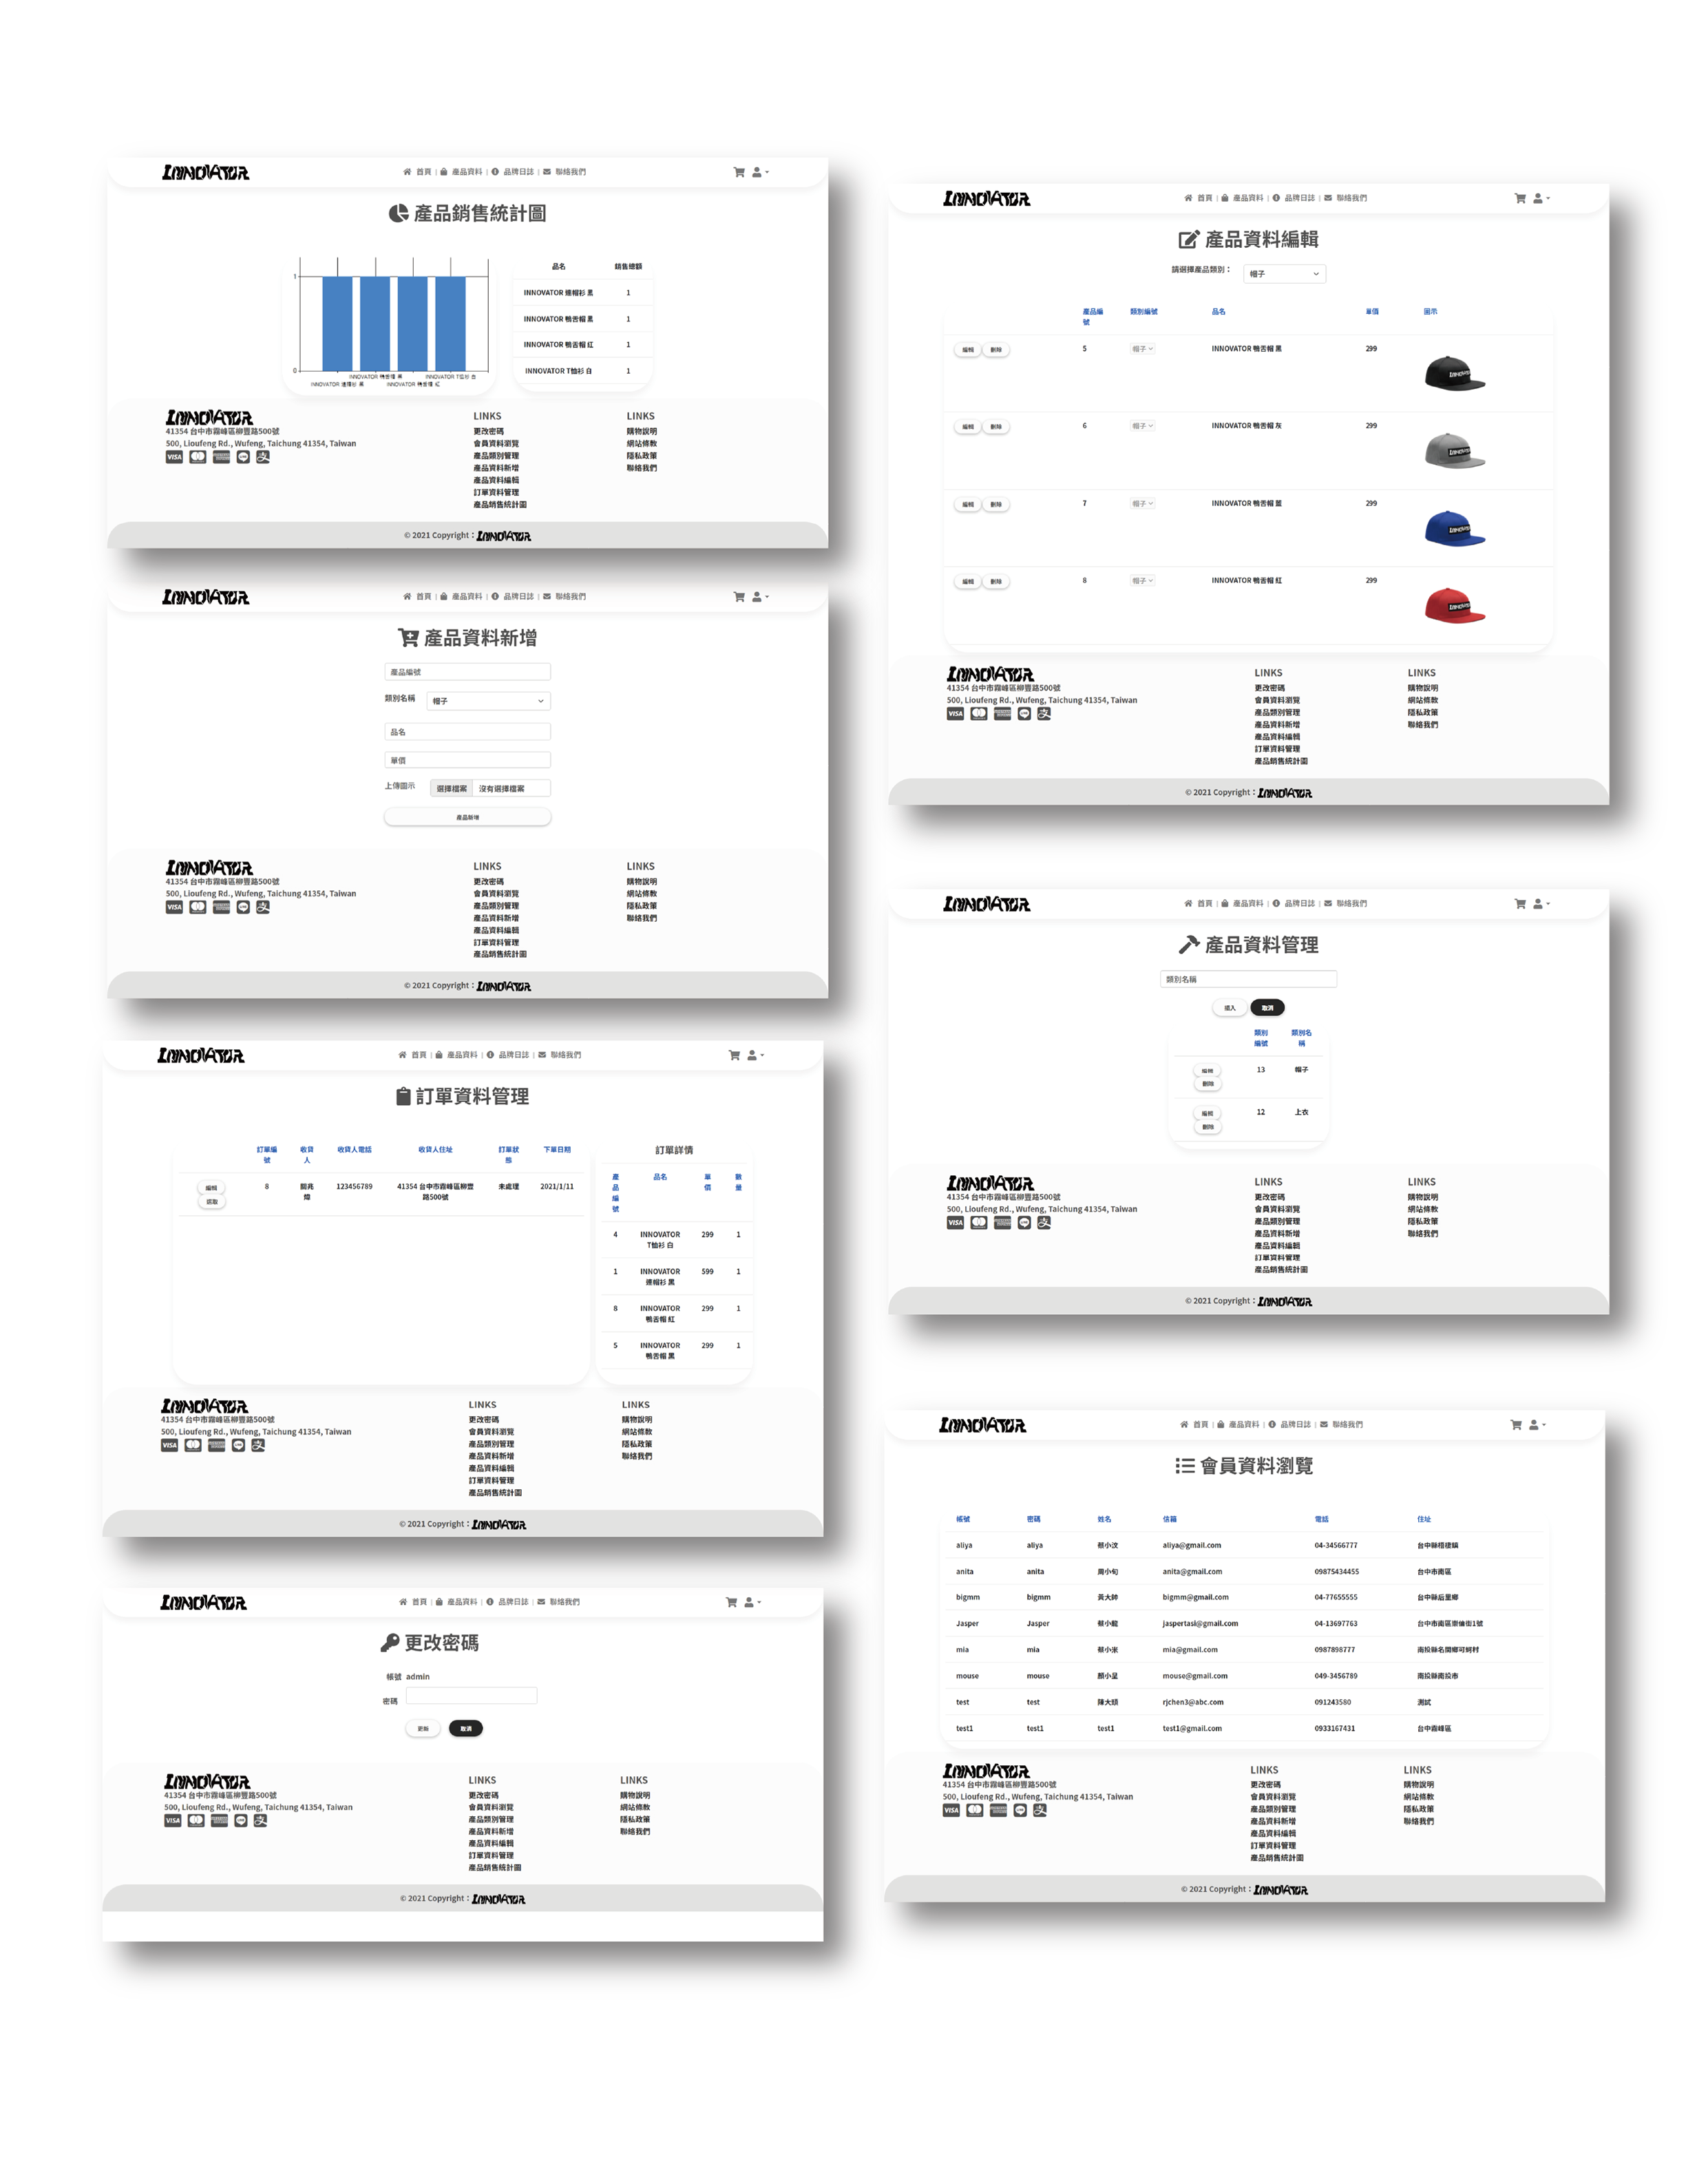 INNOVATOR
首頁 | 產品資料 | 品牌日誌 | 聯絡我們
產品銷售統計圖
1
0
INNOVATOR 連帽衫 黑
INNOVATOR 鴨舌帽 黑
INNOVATOR 鴨舌帽 紅
INNOVATOR T恤衫 白
品名 銷售總額
INNOVATOR 連帽衫 黑 1
INNOVATOR 鴨舌帽 黑 1
INNOVATOR 鴨舌帽 紅 1
INNOVATOR T恤衫 白 1
INNOVATOR
41354 台中市霧峰區柳豐路500號
500, Lioufeng Rd., Wufeng, Taichung 41354, Taiwan
VISA
LINKS
更改密碼
會員資料瀏覽
產品類別管理
產品資料新增
產品資料編輯
訂單資料管理
產品銷售統計圖
LINKS
購物說明
網站條款
隱私政策
聯絡我們
© 2021 Copyright：INNOVATOR
INNOVATOR
首頁 | 產品資料 | 品牌日誌 | 聯絡我們
產品資料新增
產品編號
類別名稱 帽子
品名
單價
上傳圖示 選擇檔案 沒有選擇檔案
產品新增
INNOVATOR
41354 台中市霧峰區柳豐路500號
500, Lioufeng Rd., Wufeng, Taichung 41354, Taiwan
VISA
LINKS
更改密碼
會員資料瀏覽
產品類別管理
產品資料新增
產品資料編輯
訂單資料管理
產品銷售統計圖
LINKS
購物說明
網站條款
隱私政策
聯絡我們
© 2021 Copyright：INNOVATOR
INNOVATOR
首頁 | 產品資料 | 品牌日誌 | 聯絡我們
訂單資料管理
訂單編號 收貨人 收貨人電話 收貨人住址 訂單狀態 下單日期
編輯 選取 8 123456789 41354 台中市霧峰區柳豐路500號 未處理 2021/1/11
訂單詳情
產品編號 品名 單價 數量
4 INNOVATOR T恤衫 白 299 1
1 INNOVATOR 連帽衫 黑 599 1
8 INNOVATOR 鴨舌帽 紅 299 1
5 INNOVATOR 鴨舌帽 黑 299 1
INNOVATOR
41354 台中市霧峰區柳豐路500號
500, Lioufeng Rd., Wufeng, Taichung 41354, Taiwan
VISA
LINKS
更改密碼
會員資料瀏覽
產品類別管理
產品資料新增
產品資料編輯
訂單資料管理
產品銷售統計圖
LINKS
購物說明
網站條款
隱私政策
聯絡我們
© 2021 Copyright：INNOVATOR
INNOVATOR
首頁 | 產品資料 | 品牌日誌 | 聯絡我們
更改密碼
帳號 admin
密碼
更新 取消
INNOVATOR
41354 台中市霧峰區柳豐路500號
500, Lioufeng Rd., Wufeng, Taichung 41354, Taiwan
VISA
LINKS
更改密碼
會員資料瀏覽
產品類別管理
產品資料新增
產品資料編輯
訂單資料管理
產品銷售統計圖
LINKS
購物說明
網站條款
隱私政策
聯絡我們
© 2021 Copyright：INNOVATOR
INNOVATOR
首頁 | 產品資料 | 品牌日誌 | 聯絡我們
產品資料編輯
請選擇產品類別： 帽子
產品編號 類別編號 品名 單價 圖示
編輯 刪除 5 帽子 INNOVATOR 鴨舌帽 黑 299
編輯 刪除 6 帽子 INNOVATOR 鴨舌帽 灰 299
編輯 刪除 7 帽子 INNOVATOR 鴨舌帽 藍 299
編輯 刪除 8 帽子 INNOVATOR 鴨舌帽 紅 299
INNOVATOR
41354 台中市霧峰區柳豐路500號
500, Lioufeng Rd., Wufeng, Taichung 41354, Taiwan
VISA
LINKS
更改密碼
會員資料瀏覽
產品類別管理
產品資料新增
產品資料編輯
訂單資料管理
產品銷售統計圖
LINKS
購物說明
網站條款
隱私政策
聯絡我們
© 2021 Copyright：INNOVATOR
INNOVATOR
首頁 | 產品資料 | 品牌日誌 | 聯絡我們
產品資料管理
類別名稱
插入 取消
類別編號 類別名稱
編輯 刪除 13 帽子
編輯 刪除 12 上衣
INNOVATOR
41354 台中市霧峰區柳豐路500號
500, Lioufeng Rd., Wufeng, Taichung 41354, Taiwan
VISA
LINKS
更改密碼
會員資料瀏覽
產品類別管理
產品資料新增
產品資料編輯
訂單資料管理
產品銷售統計圖
LINKS
購物說明
網站條款
隱私政策
聯絡我們
© 2021 Copyright：INNOVATOR
INNOVATOR
首頁 | 產品資料 | 品牌日誌 | 聯絡我們
會員資料瀏覽
帳號 密碼 姓名 信箱 電話 住址
aliya aliya 蔡小汶 aliya@gmail.com 04-34566777 台中縣梧棲鎮
anita anita 周小旬 anita@gmail.com 09875434455 台中市南區
bigmm bigmm 黃大帥 bigmm@gmail.com 04-77655555 台中縣后里鄉
Jasper Jasper 蔡小龍 jaspertasi@gmail.com 04-13697763 台中市南區崇倫街1號
mia mia 蔡小米 mia@gmail.com 0987898777 南投縣名間鄉可蚵村
mouse mouse 顏小呈 mouse@gmail.com 049-3456789 南投縣南投市
test test 陳大頭 rjchen3@abc.com 091243580 測試
test1 test1 test1 test1@gmail.com 0933167431 台中霧峰區
INNOVATOR
41354 台中市霧峰區柳豐路500號
500, Lioufeng Rd., Wufeng, Taichung 41354, Taiwan
VISA
LINKS
更改密碼
會員資料瀏覽
產品類別管理
產品資料新增
產品資料編輯
訂單資料管理
產品銷售統計圖
LINKS
購物說明
網站條款
隱私政策
聯絡我們
© 2021 Copyright：INNOVATOR